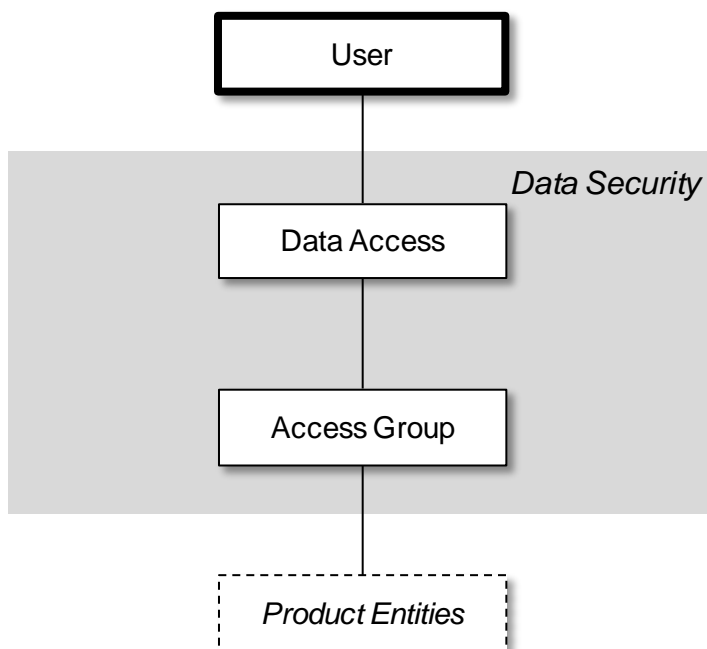 User
Data Security
Data Access
Access Group
Product Entities